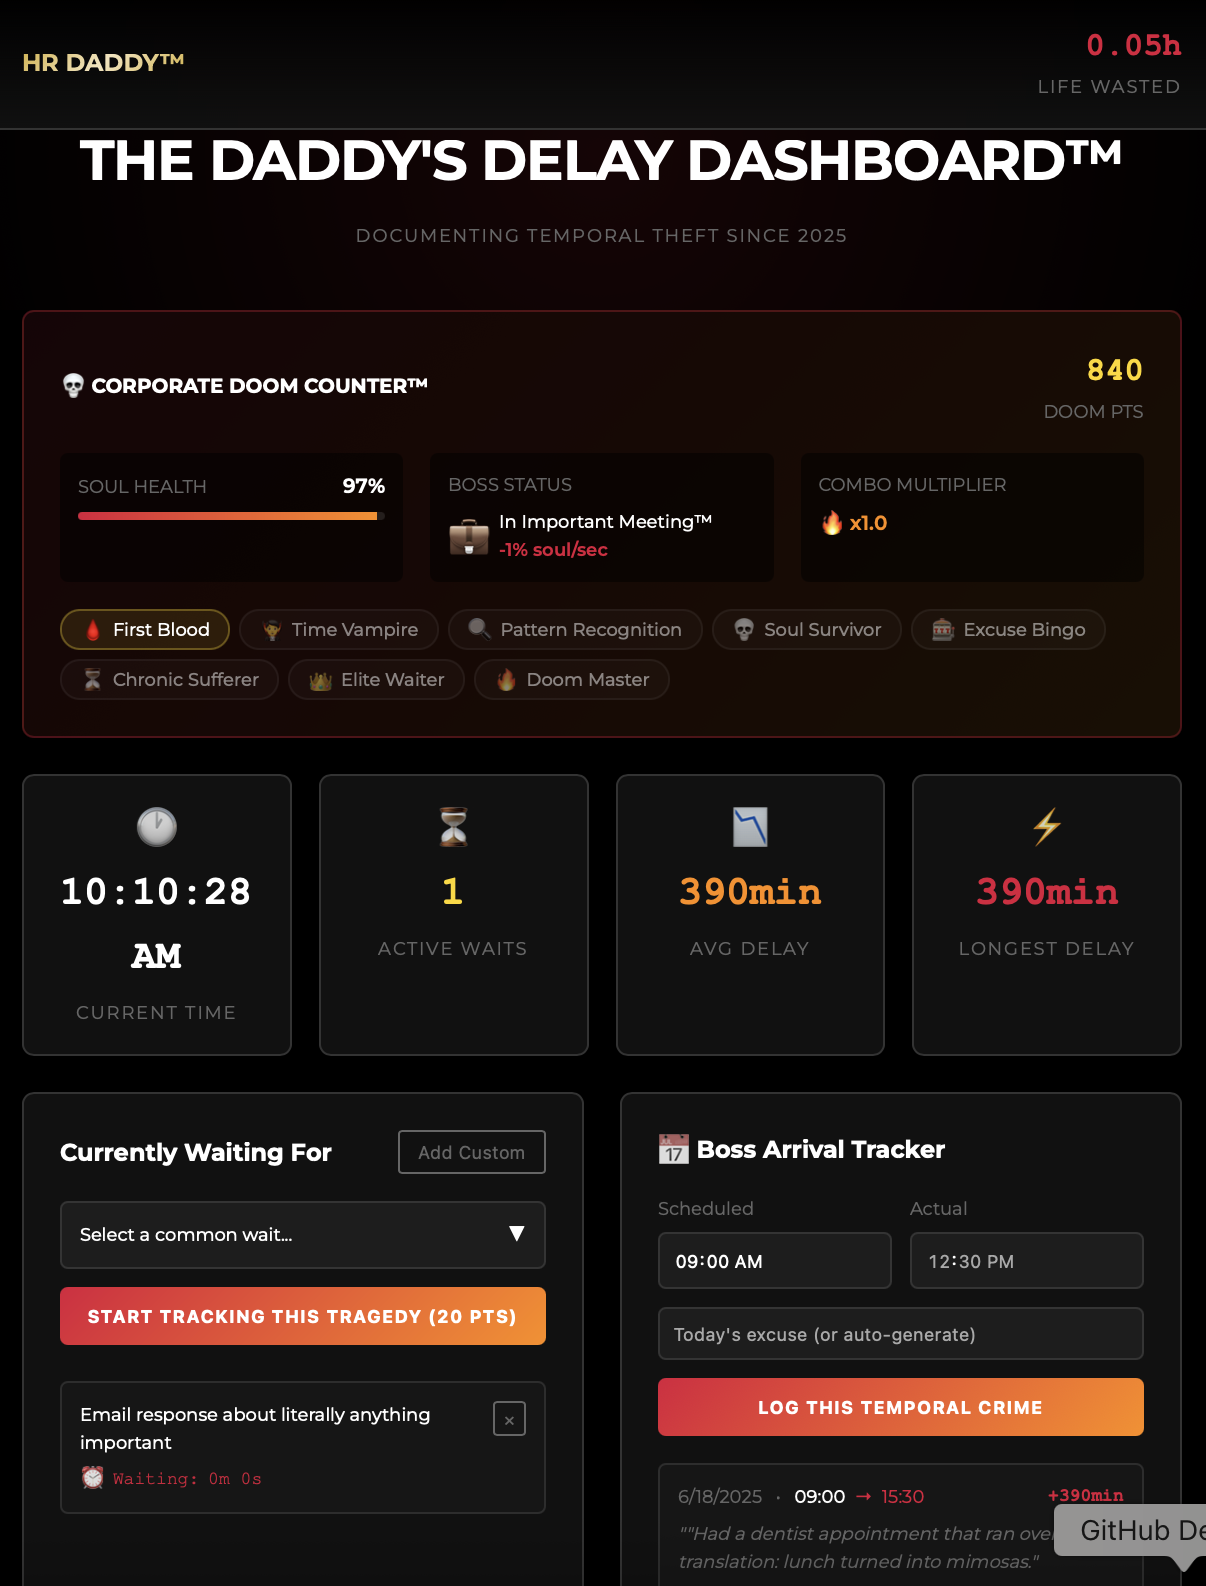 HR DADDY™
0.05h
LIFE WASTED
THE DADDY'S DELAY DASHBOARD™
DOCUMENTING TEMPORAL THEFT SINCE 2025
💀 CORPORATE DOOM COUNTER™
840
DOOM PTS
SOUL HEALTH 97%
BOSS STATUS
In Important Meeting™
-1% soul/sec
COMBO MULTIPLIER
🔥 x1.0
First Blood
Time Vampire
Pattern Recognition
Soul Survivor
Excuse Bingo
Chronic Sufferer
Elite Waiter
Doom Master
10:10:28
AM
CURRENT TIME
1
ACTIVE WAITS
390min
AVG DELAY
390min
LONGEST DELAY
Currently Waiting For
Add Custom
Select a common wait...
START TRACKING THIS TRAGEDY (20 PTS)
Email response about literally anything
important
×
Waiting: 0m 0s
JUL
17
Boss Arrival Tracker
Scheduled
Actual
09:00 AM
12:30 PM
Today's excuse (or auto-generate)
LOG THIS TEMPORAL CRIME
6/18/2025 · 09:00 → 15:30 +390min
""Had a dentist appointment that ran over
translation: lunch turned into mimosas."
GitHub De